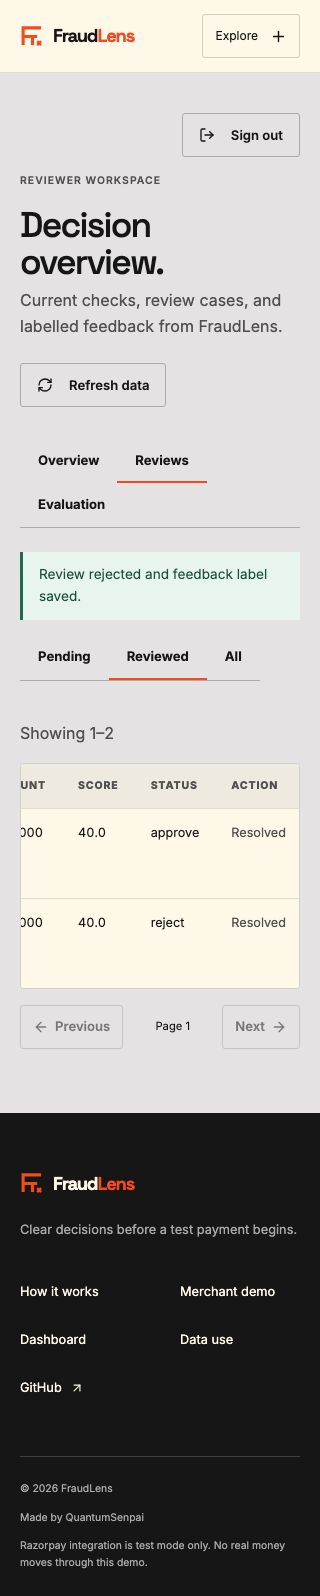 FraudLens
Explore
Sign out
REVIEWER WORKSPACE
Decision
overview.
Current checks, review cases, and
labelled feedback from FraudLens.
Refresh data
Overview Reviews
Evaluation
Review rejected and feedback label
saved.
Pending Reviewed All
Showing 1–2
UNT SCORE STATUS ACTION
000 40.0 approve Resolved
000 40.0 reject Resolved
Previous Page 1 Next
FraudLens
Clear decisions before a test payment begins.
How it works Merchant demo
Dashboard Data use
GitHub
© 2026 FraudLens
Made by QuantumSenpai
Razorpay integration is test mode only. No real money
moves through this demo.